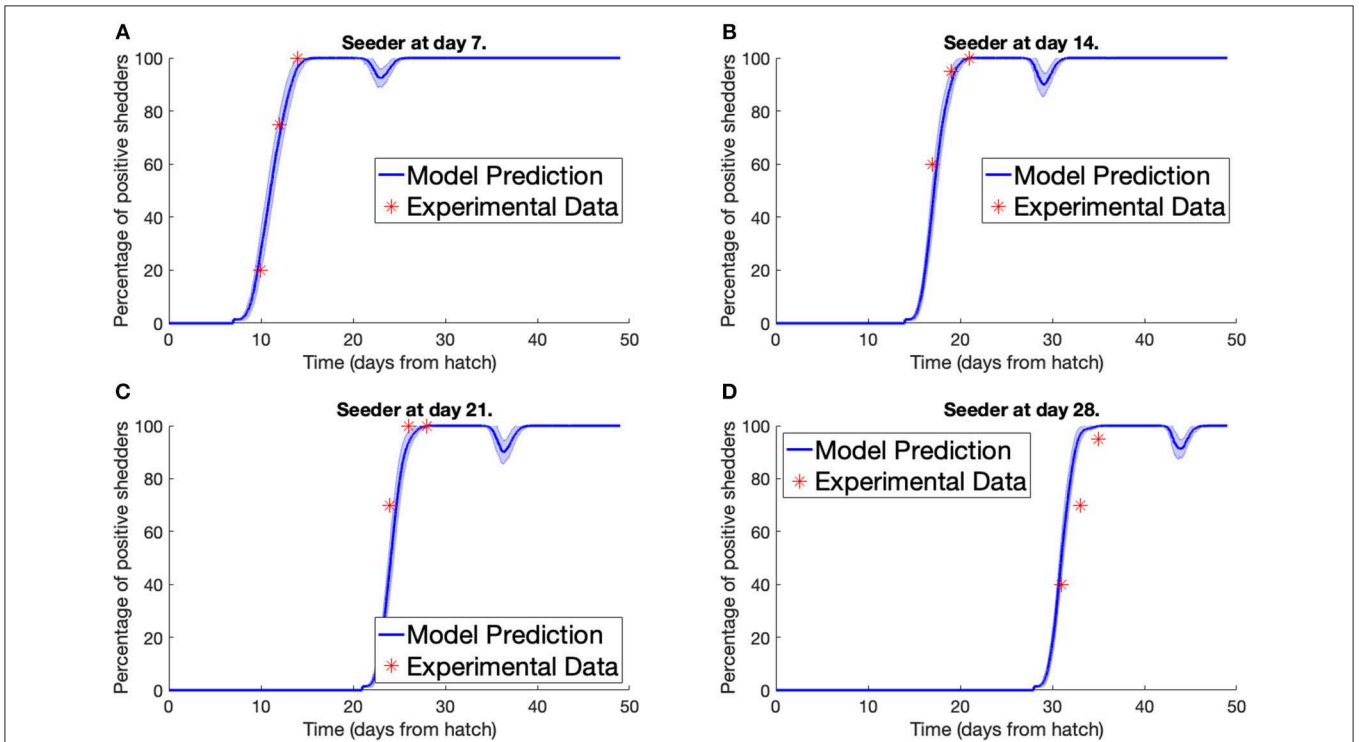 A
Seeder at day 7.
Percentage of positive shedders
100
80
60
40
20
0
Model Prediction
Experimental Data
0 10 20 30 40 50
Time (days from hatch)
B
Seeder at day 14.
Percentage of positive shedders
100
80
60
40
20
0
Model Prediction
Experimental Data
0 10 20 30 40 50
Time (days from hatch)
C
Seeder at day 21.
Percentage of positive shedders
100
80
60
40
20
0
Model Prediction
Experimental Data
0 10 20 30 40 50
Time (days from hatch)
D
Seeder at day 28.
Percentage of positive shedders
100
80
60
40
20
0
Model Prediction
Experimental Data
0 10 20 30 40 50
Time (days from hatch)